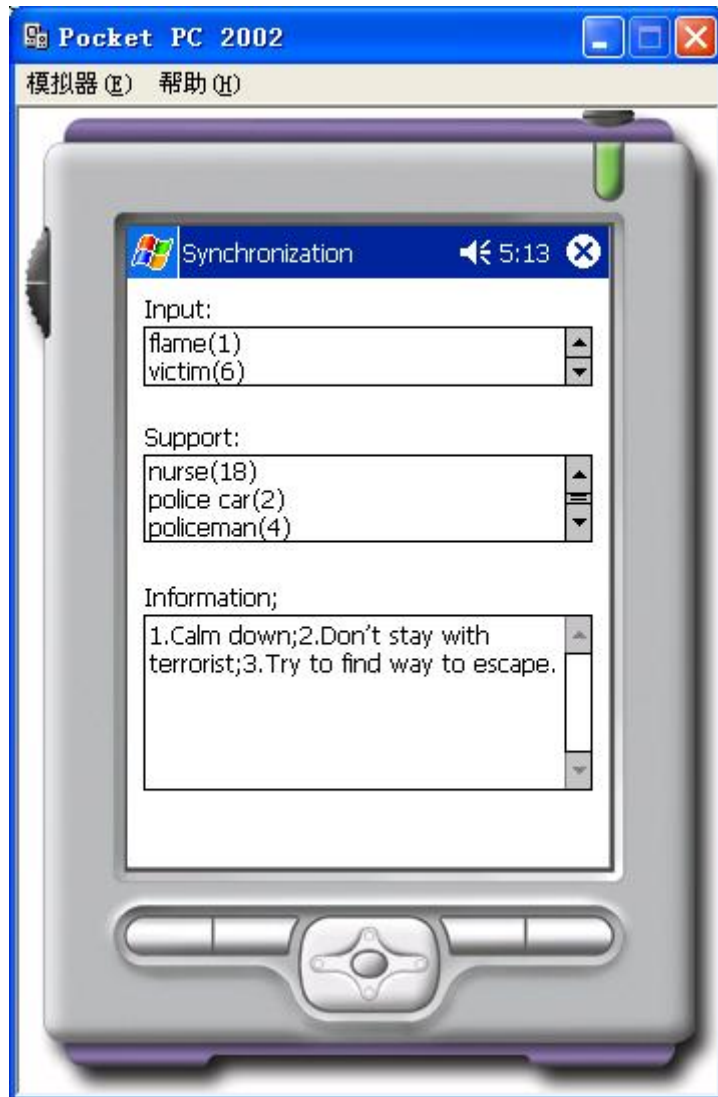 Pocket PC 2002
模拟器(E) 帮助(H)
Synchronization 5:13
Input:
flame(1)
victim(6)
Support:
nurse(18)
police car(2)
policeman(4)
Information;
1.Calm down;2.Don't stay with
terrorist;3.Try to find way to escape.